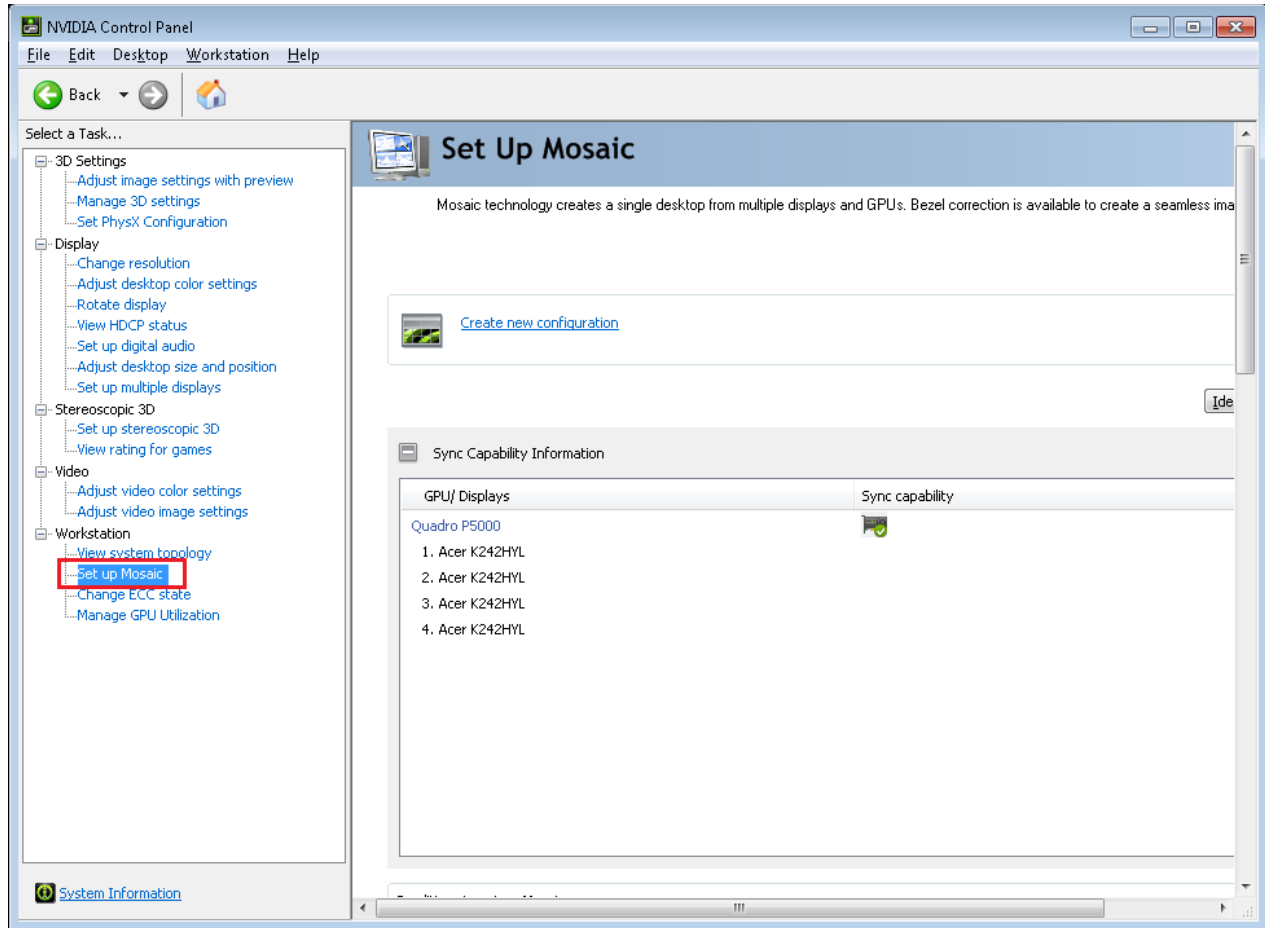 NVIDIA Control Panel
File Edit Desktop Workstation Help
Back
Select a Task...
3D Settings
Adjust image settings with preview
Manage 3D settings
Set PhysX Configuration
Display
Change resolution
Adjust desktop color settings
Rotate display
View HDCP status
Set up digital audio
Adjust desktop size and position
Set up multiple displays
Stereoscopic 3D
Set up stereoscopic 3D
View rating for games
Video
Adjust video color settings
Adjust video image settings
Workstation
View system topology
Set up Mosaic
Change ECC state
Manage GPU Utilization
System Information
Set Up Mosaic
Mosaic technology creates a single desktop from multiple displays and GPUs. Bezel correction is available to create a seamless ima
Create new configuration
Ide
Sync Capability Information
GPU/ Displays Sync capability
Quadro P5000
1. Acer K242HYL
2. Acer K242HYL
3. Acer K242HYL
4. Acer K242HYL